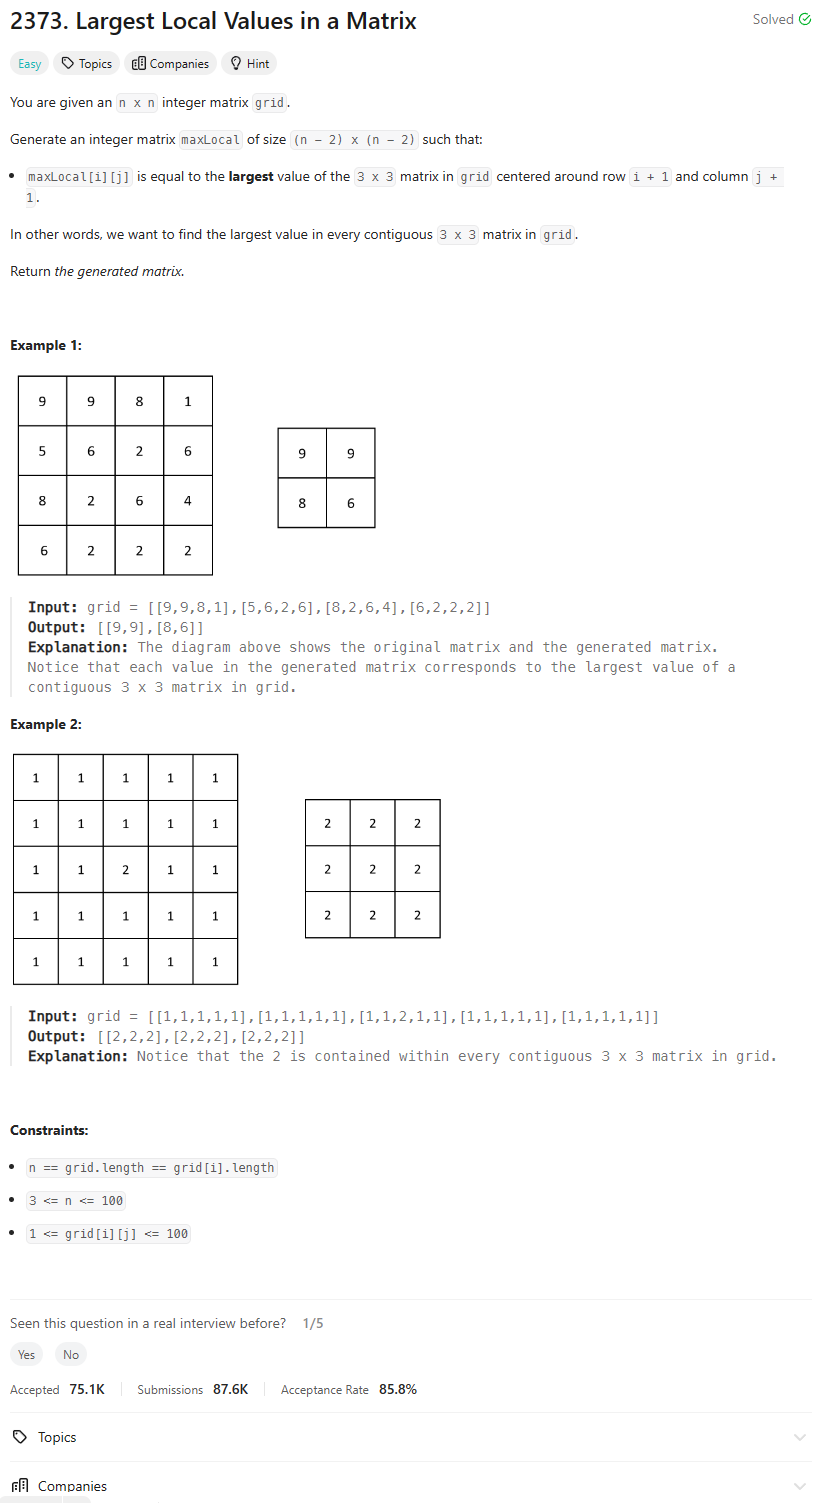 2373. Largest Local Values in a Matrix
Solved
Easy Topics Companies Hint
You are given an n x n integer matrix grid.
Generate an integer matrix maxLocal of size (n − 2) x (n − 2) such that:
• maxLocal[i][j] is equal to the largest value of the 3 x 3 matrix in grid centered around row i + 1 and column j +
1.
In other words, we want to find the largest value in every contiguous 3 x 3 matrix in grid.
Return the generated matrix.
Example 1:
9 9 8 1
5 6 2 6
8 2 6 4
6 2 2 2
9 9
8 6
Input: grid = [[9,9,8,1],[5,6,2,6],[8,2,6,4],[6,2,2,2]]
Output: [[9,9],[8,6]]
Explanation: The diagram above shows the original matrix and the generated matrix.
Notice that each value in the generated matrix corresponds to the largest value of a
contiguous 3 x 3 matrix in grid.
Example 2:
1 1 1 1 1
1 1 1 1 1
1 1 2 1 1
1 1 1 1 1
1 1 1 1 1
2 2 2
2 2 2
2 2 2
Input: grid = [[1,1,1,1,1],[1,1,1,1,1],[1,1,2,1,1],[1,1,1,1,1],[1,1,1,1,1]]
Output: [[2,2,2],[2,2,2],[2,2,2]]
Explanation: Notice that the 2 is contained within every contiguous 3 x 3 matrix in grid.
Constraints:
• n == grid.length == grid[i].length
• 3 <= n <= 100
• 1 <= grid[i][j] <= 100
Seen this question in a real interview before? 1/5
Yes No
Accepted 75.1K Submissions 87.6K Acceptance Rate 85.8%
Topics
Companies